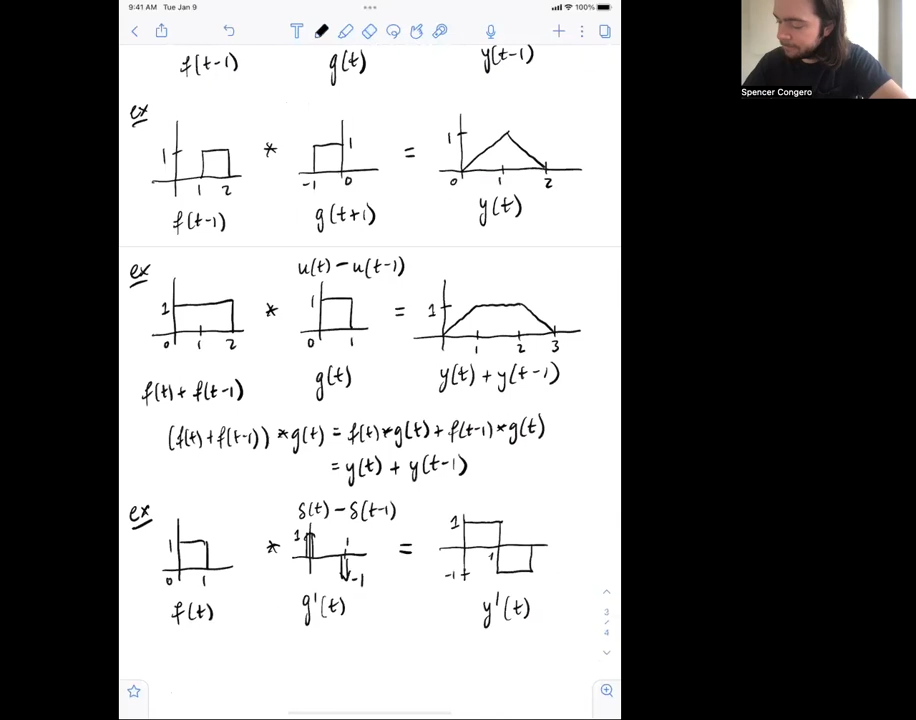 9:41 AM Tue Jan 9
100%
T
f(t-1) g(t) y(t-1)
ex
1 1 2 * -1 0 1 = 1 0 1 2
f(t-1) g(t+1) y(t)
ex
u(t) - u(t-1)
1 0 1 2 * 1 0 1 = 1 1 2 3
f(t) + f(t-1) g(t) y(t) + y(t-1)
(f(t) + f(t-1)) * g(t) = f(t)*g(t) + f(t-1)*g(t)
= y(t) + y(t-1)
ex
δ(t) - δ(t-1)
1 0 1 * 1 1 -1 = 1 1 -1
f(t) g'(t) y'(t)
3
/
4
Spencer Congero